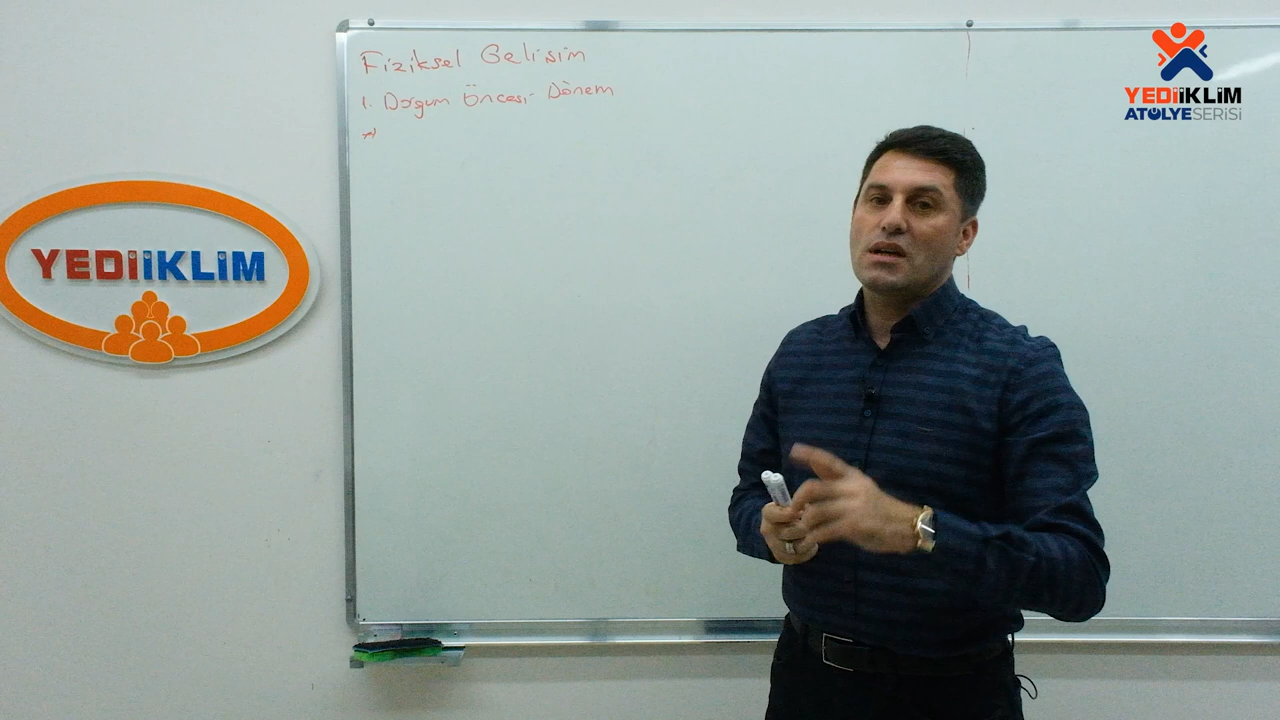 Fiziksel Gelişim
1. Doğum Öncesi Dönem
YEDİİKLİM
YEDİİKLİM
ATÖLYE SERİSİ